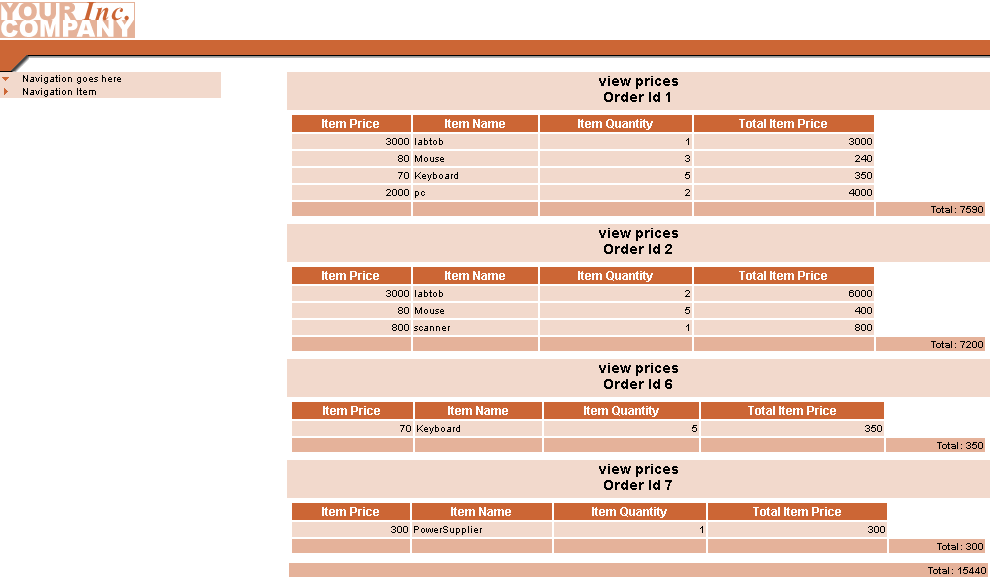 YOUR Inc,
COMPANY
Navigation goes here
Navigation Item
view prices
Order Id 1
Item Price Item Name Item Quantity Total Item Price
3000 labtob 1 3000
80 Mouse 3 240
70 Keyboard 5 350
2000 pc 2 4000
Total: 7590
view prices
Order Id 2
Item Price Item Name Item Quantity Total Item Price
3000 labtob 2 6000
80 Mouse 5 400
800 scanner 1 800
Total: 7200
view prices
Order Id 6
Item Price Item Name Item Quantity Total Item Price
70 Keyboard 5 350
Total: 350
view prices
Order Id 7
Item Price Item Name Item Quantity Total Item Price
300 PowerSupplier 1 300
Total: 300
Total: 15440